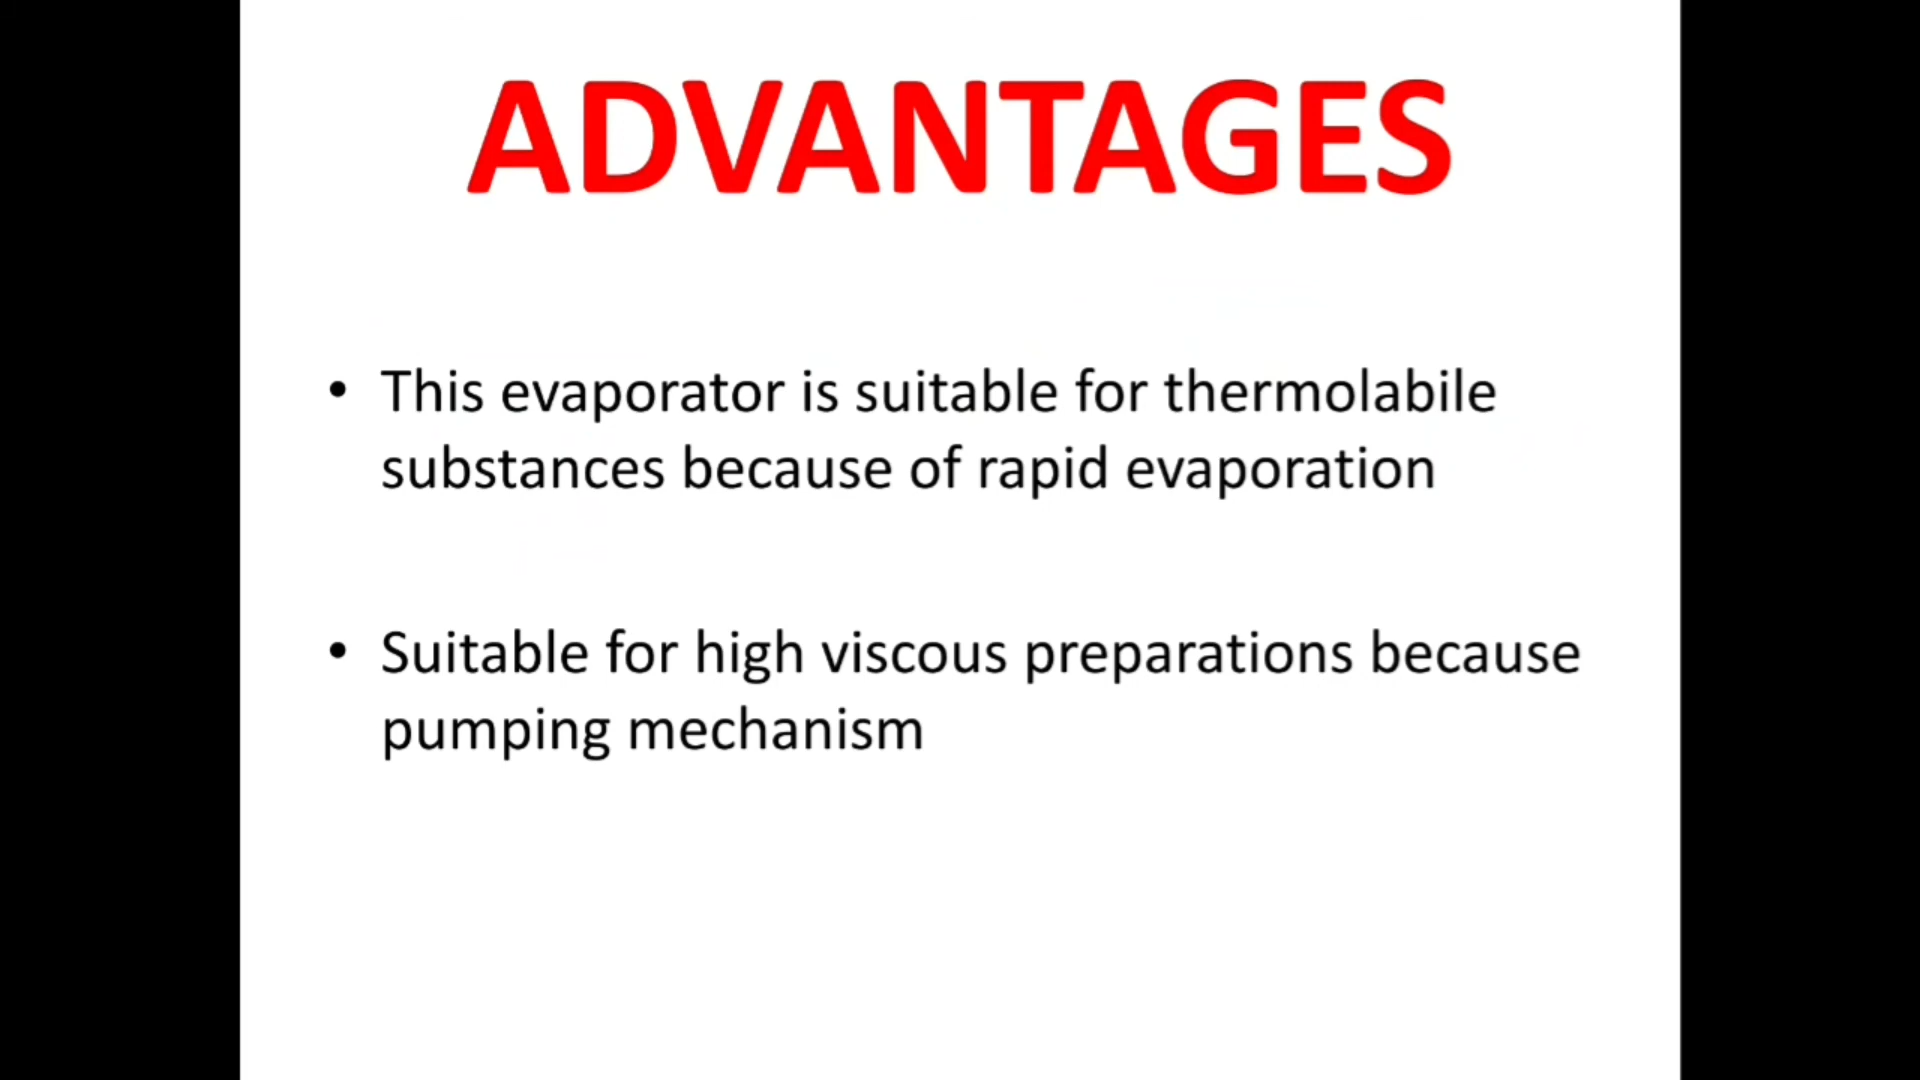 ADVANTAGES
• This evaporator is suitable for thermolabile
substances because of rapid evaporation
• Suitable for high viscous preparations because
pumping mechanism